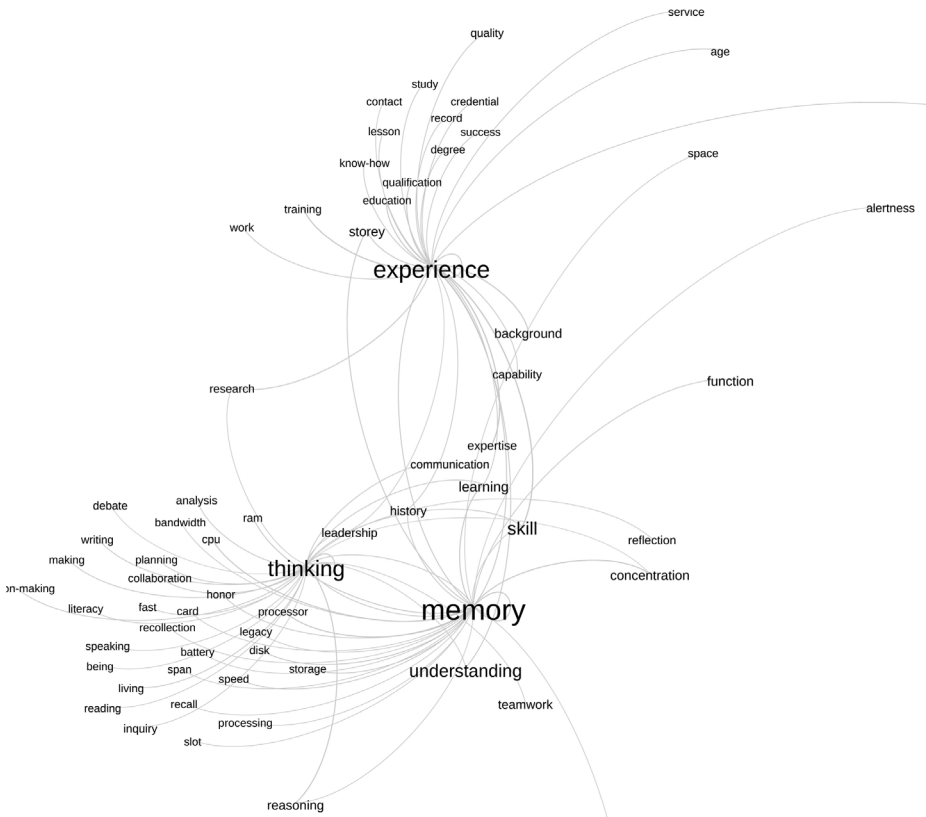 service
quality
age
study
contact
credential
record
lesson
success
degree
space
know-how
qualification
education
training
alertness
work
storey
experience
background
capability
function
research
expertise
communication
learning
analysis
debate
history
ram
bandwidth
skill
leadership
writing
cpu
reflection
making
planning
thinking
concentration
collaboration
on-making
honor
literacy
fast
card
processor
memory
recollection
legacy
speaking
battery
disk
being
span
storage
understanding
speed
living
recall
teamwork
reading
processing
inquiry
slot
reasoning